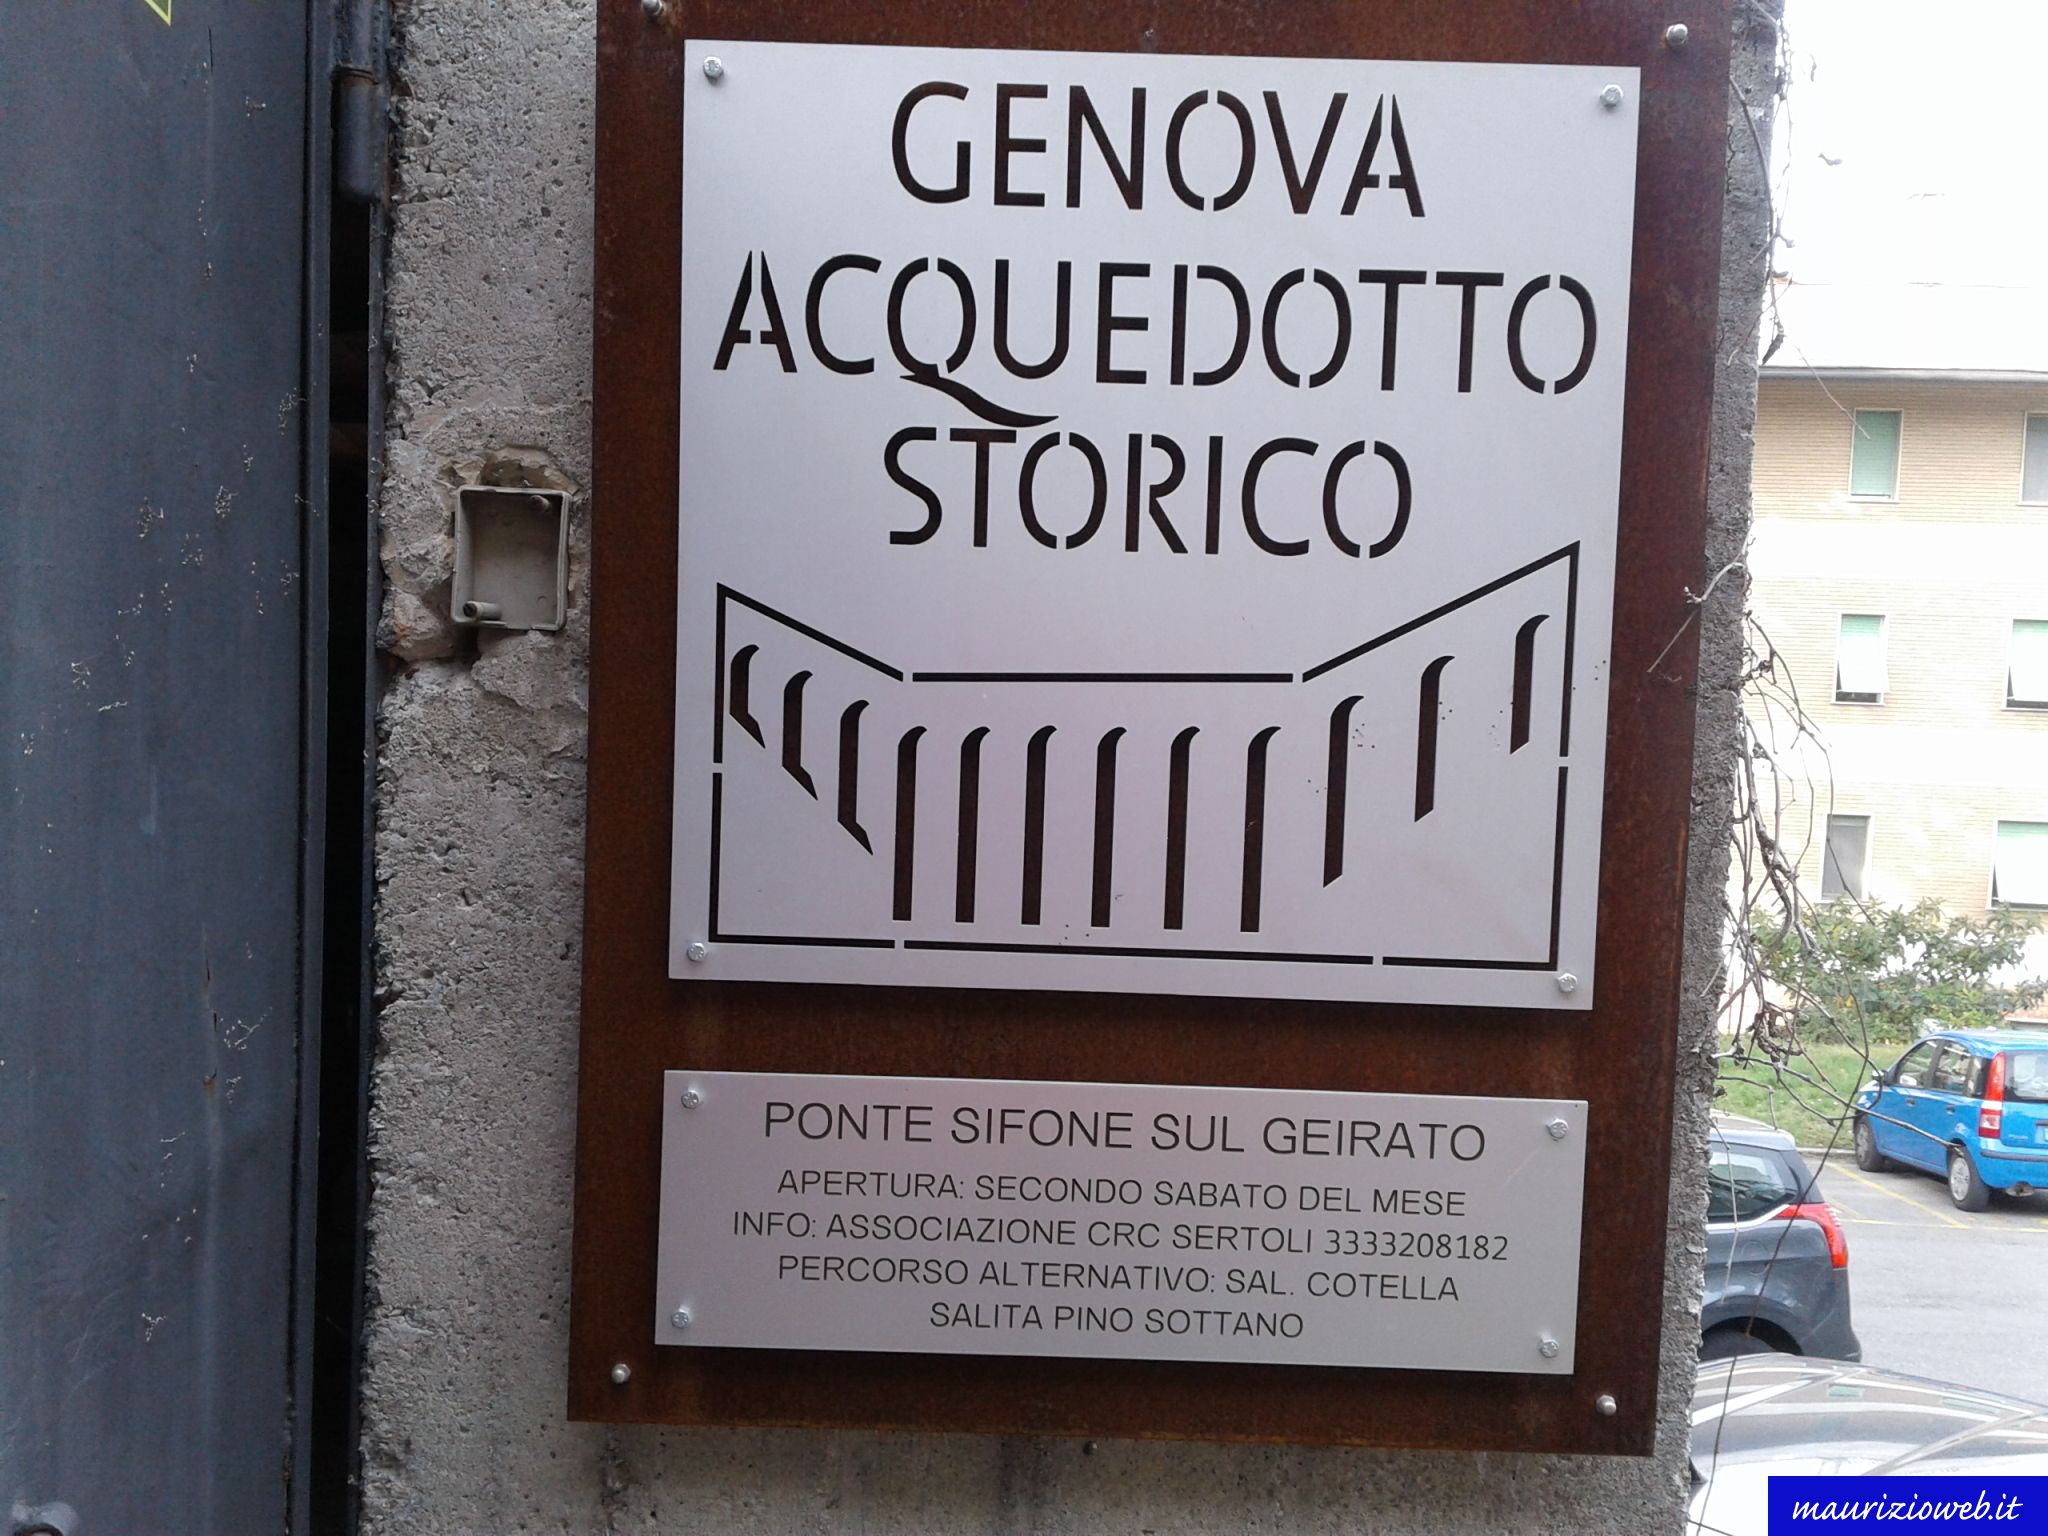 GENOVA
ACQUEDOTTO
STORICO
PONTE SIFONE SUL GEIRATO
APERTURA: SECONDO SABATO DEL MESE
INFO: ASSOCIAZIONE CRC SERTOLI 3333208182
PERCORSO ALTERNATIVO: SAL. COTELLA
SALITA PINO SOTTANO
maurizioweb.it